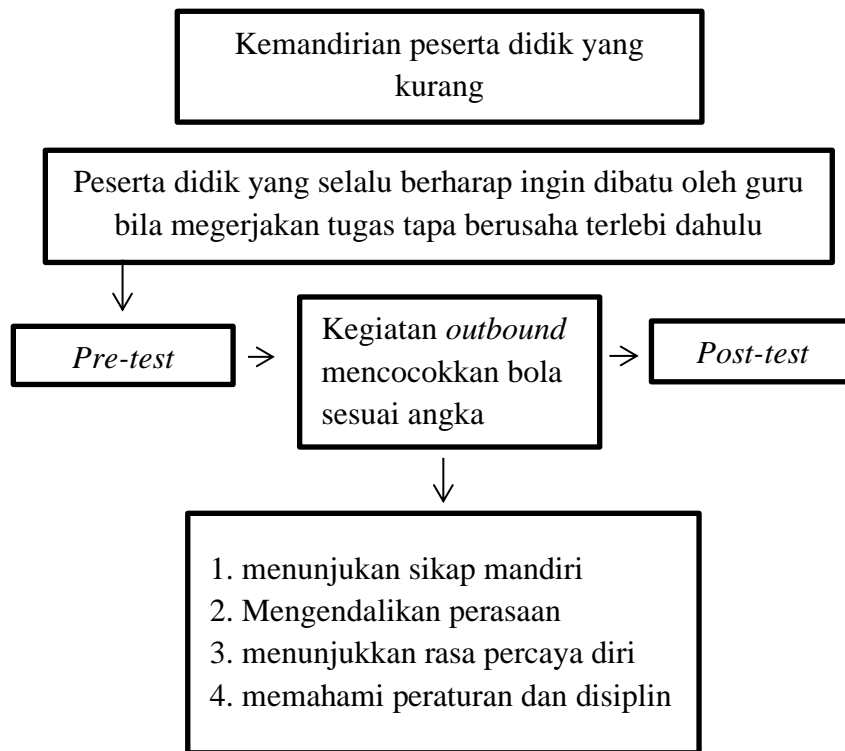 Kemandirian peserta didik yang
kurang
Peserta didik yang selalu berharap ingin dibatu oleh guru
bila megerjakan tugas tapa berusaha terlebi dahulu
Pre-test
Kegiatan outbound
mencocokkan bola
sesuai angka
Post-test
1. menunjukan sikap mandiri
2. Mengendalikan perasaan
3. menunjukkan rasa percaya diri
4. memahami peraturan dan disiplin